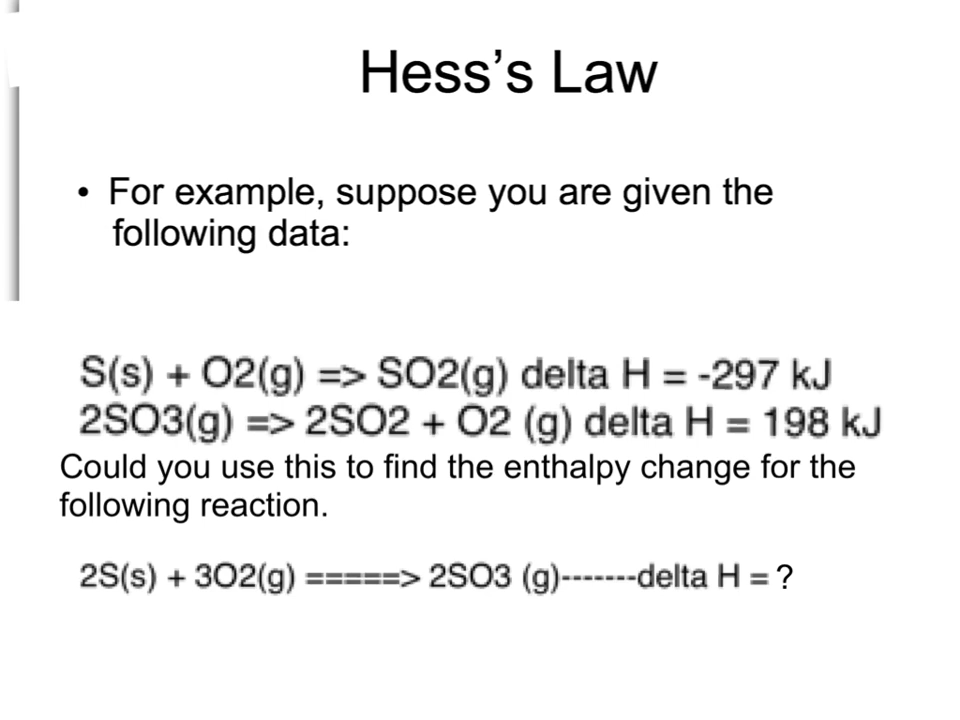 Hess’s Law
• For example, suppose you are given the
following data:
S(s) + O2(g) => SO2(g) delta H = -297 kJ
2SO3(g) => 2SO2 + O2 (g) delta H = 198 kJ
Could you use this to find the enthalpy change for the
following reaction.
2S(s) + 3O2(g) =====> 2SO3 (g)-------delta H = ?